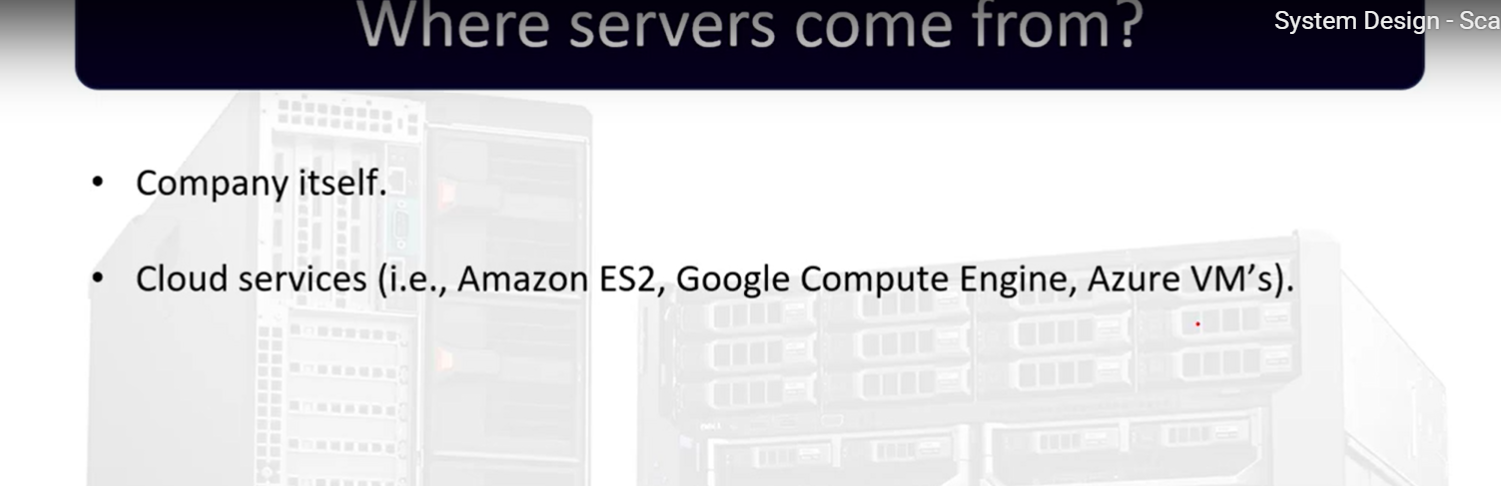 Where servers come from?
System Design - Sca
• Company itself.
• Cloud services (i.e., Amazon ES2, Google Compute Engine, Azure VM’s).